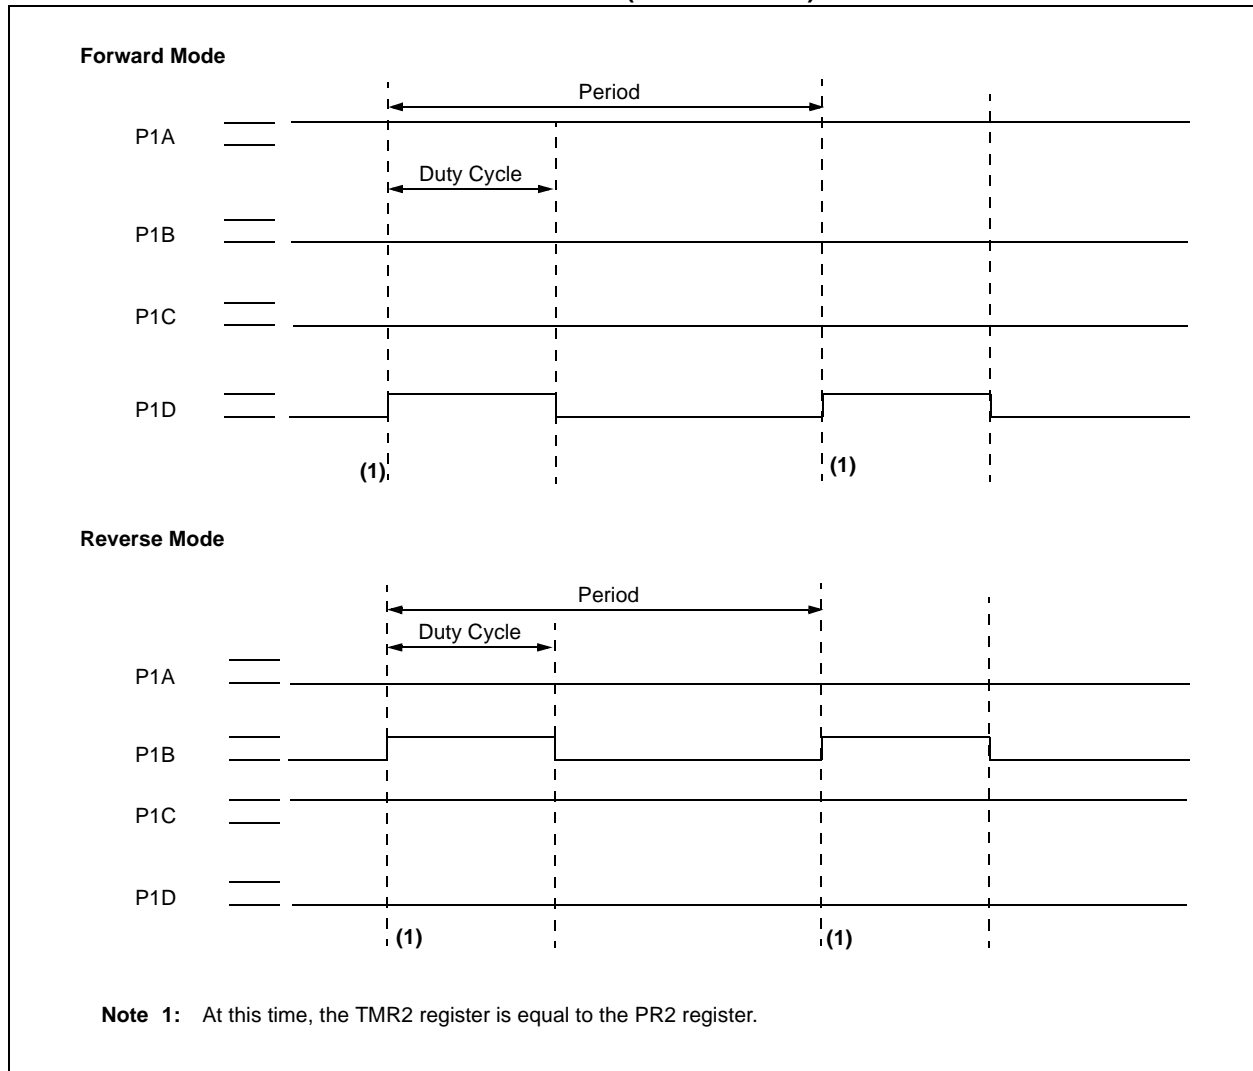 Forward Mode
Period
P1A
Duty Cycle
P1B
P1C
P1D
(1)
(1)
Reverse Mode
Period
Duty Cycle
P1A
P1B
P1C
P1D
(1)
(1)
Note 1: At this time, the TMR2 register is equal to the PR2 register.